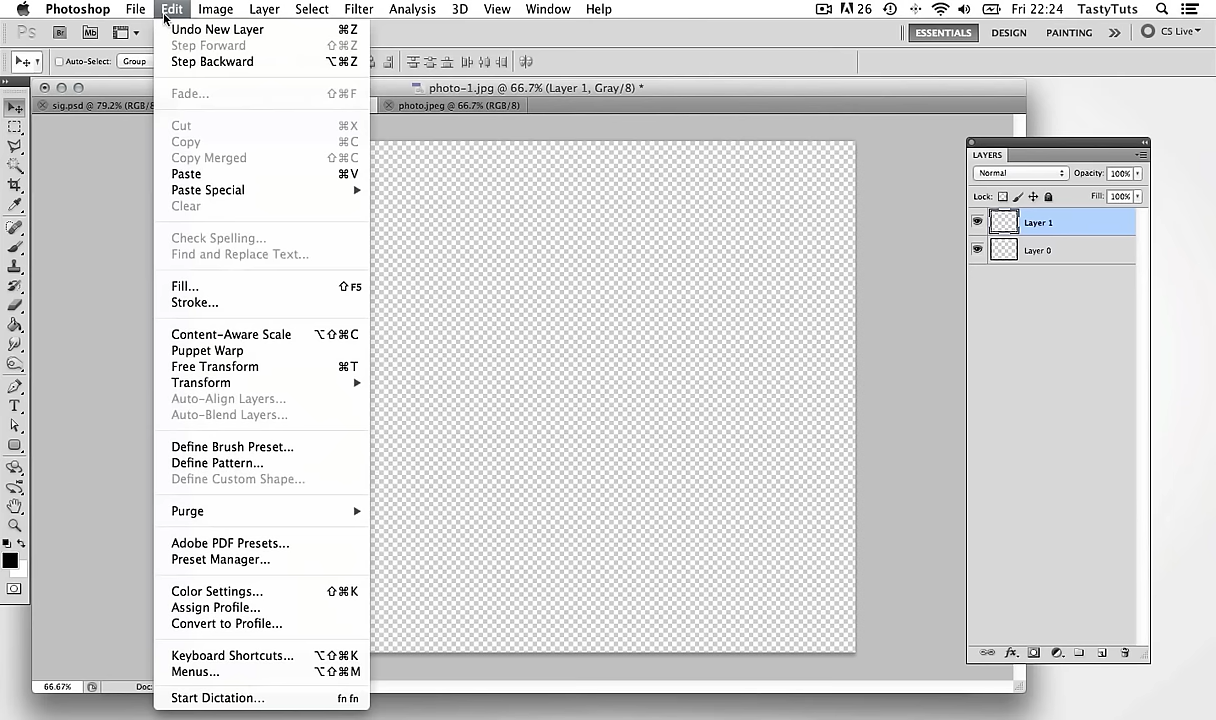 Photoshop File Edit Image Layer Select Filter Analysis 3D View Window Help 26 Fri 22:24 TastyTuts
Ps Br Mb ESSENTIALS DESIGN PAINTING >> CS Live
Auto-Select: Group
photo-1.jpg @ 66.7% (Layer 1, Gray/8) *
sig.psd @ 79.2% (RGB/8 photo.jpeg @ 66.7% (RGB/8)
Undo New Layer ⌘Z
Step Forward ⇧⌘Z
Step Backward ⌥⌘Z
Fade... ⇧⌘F
Cut ⌘X
Copy ⌘C
Copy Merged ⇧⌘C
Paste ⌘V
Paste Special
Clear
Check Spelling...
Find and Replace Text...
Fill... ⇧F5
Stroke...
Content-Aware Scale ⌥⇧⌘C
Puppet Warp
Free Transform ⌘T
Transform
Auto-Align Layers...
Auto-Blend Layers...
Define Brush Preset...
Define Pattern...
Define Custom Shape...
Purge
Adobe PDF Presets...
Preset Manager...
Color Settings... ⇧⌘K
Assign Profile...
Convert to Profile...
Keyboard Shortcuts... ⌥⇧⌘K
Menus... ⌥⇧⌘M
Start Dictation... fn fn
LAYERS
Normal Opacity: 100%
Lock: Fill: 100%
Layer 1
Layer 0
fx
T
66.67% Doc: